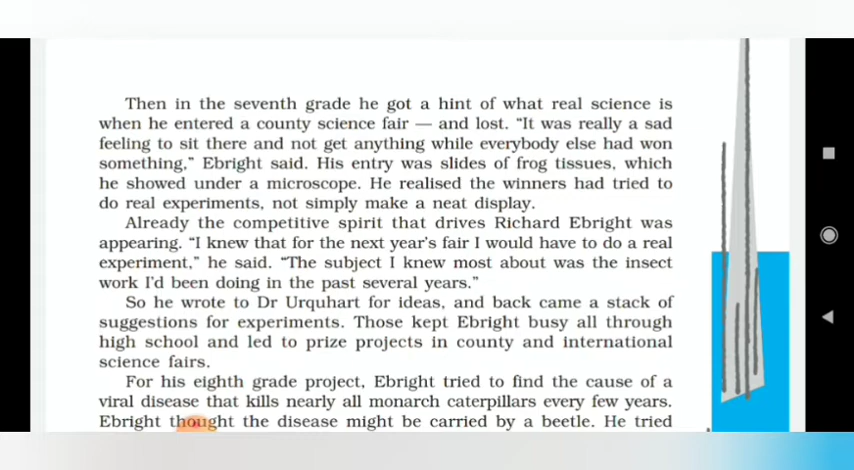 Then in the seventh grade he got a hint of what real science is
when he entered a county science fair — and lost. “It was really a sad
feeling to sit there and not get anything while everybody else had won
something,” Ebright said. His entry was slides of frog tissues, which
he showed under a microscope. He realised the winners had tried to
do real experiments, not simply make a neat display.
Already the competitive spirit that drives Richard Ebright was
appearing. “I knew that for the next year’s fair I would have to do a real
experiment,” he said. “The subject I knew most about was the insect
work I’d been doing in the past several years.”
So he wrote to Dr Urquhart for ideas, and back came a stack of
suggestions for experiments. Those kept Ebright busy all through
high school and led to prize projects in county and international
science fairs.
For his eighth grade project, Ebright tried to find the cause of a
viral disease that kills nearly all monarch caterpillars every few years.
Ebright thought the disease might be carried by a beetle. He tried